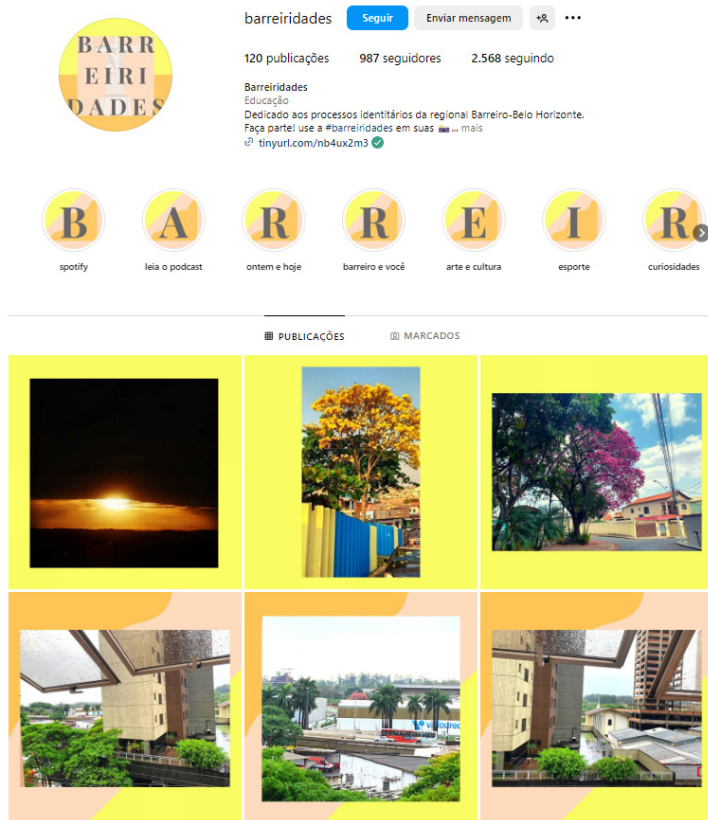 BARR
EIRI
DADES
barreiridades Seguir Enviar mensagem
120 publicações 987 seguidores 2.568 seguindo
Barreiridades
Educação
Dedicado aos processos identitários da regional Barreiro-Belo Horizonte.
Faça parte! use a #barreiridades em suas 📸 ... mais
tinyurl.com/nb4ux2m3
B A R R E I R
spotify leia o podcast ontem e hoje barreiro e você arte e cultura esporte curiosidades
PUBLICAÇÕES MARCADOS